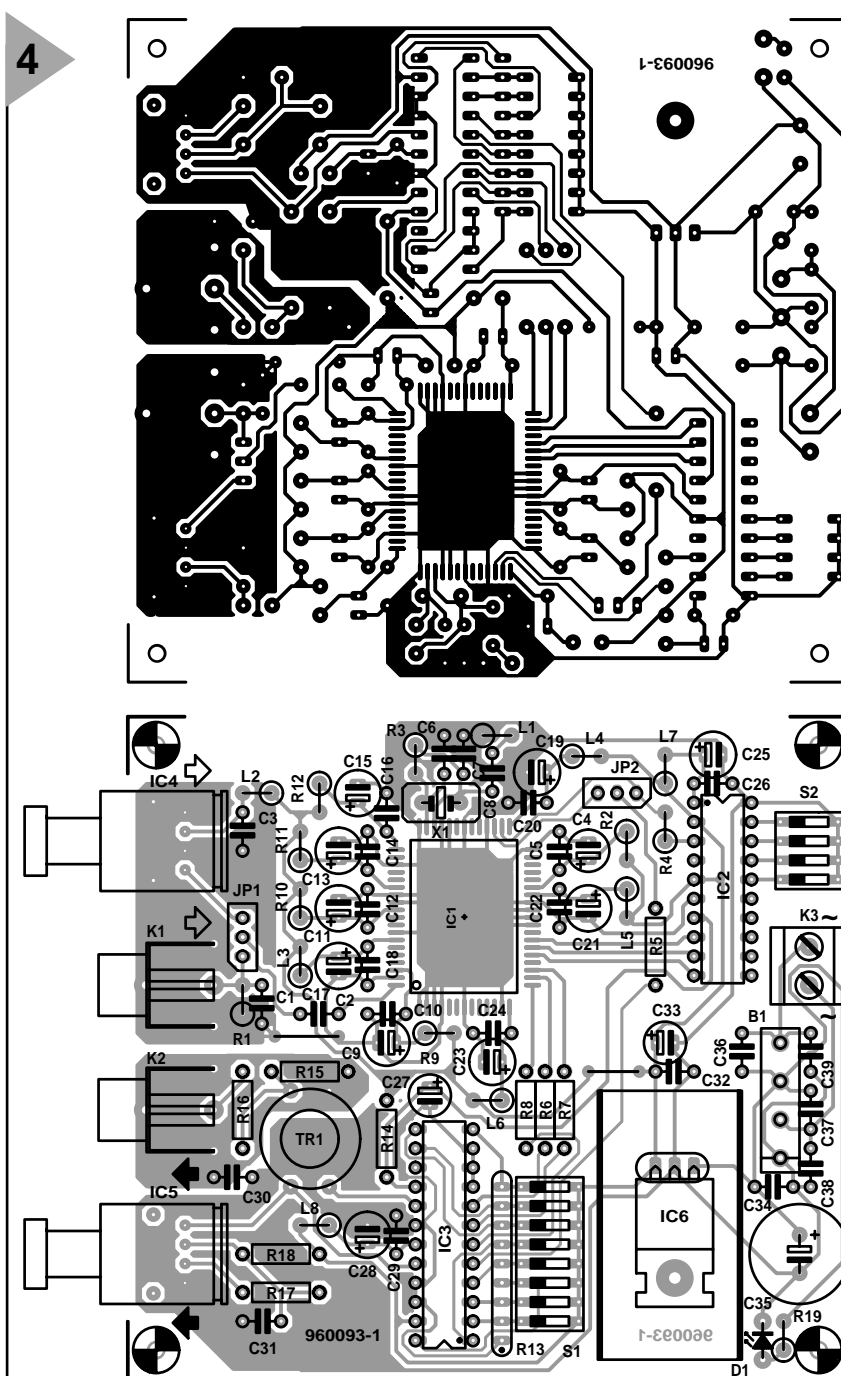 4
960093-1
R3
C6
L1
C19
L4
L7
C25
IC4
L2
R12
C15
C16
JP2
C26
S2
C3
X1
C8
C20
R2
C4
R11
C14
C5
R4
C13
IC2
JP1
R10
C12
IC1
C22
K3
~
K1
C11
C21
L5
R5
L3
C18
C1
C17
C2
C10
C24
C33
B1
~
R1
C9
R9
C23
C36
C39
K2
R15
C27
C32
R16
R14
L6
R8
R6
R7
C37
TR1
IC5
C30
C34
C38
L8
IC3
IC6
R18
C28
C29
R17
C35
R19
C31
960093-1
R13
S1
960093-1
D1